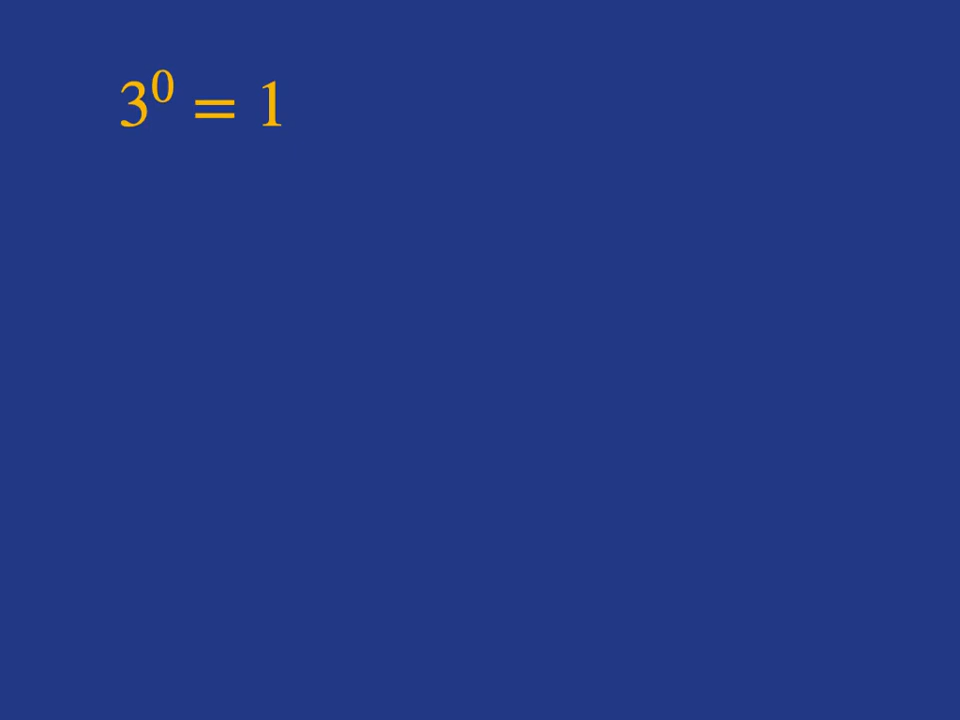 3⁰ = 1